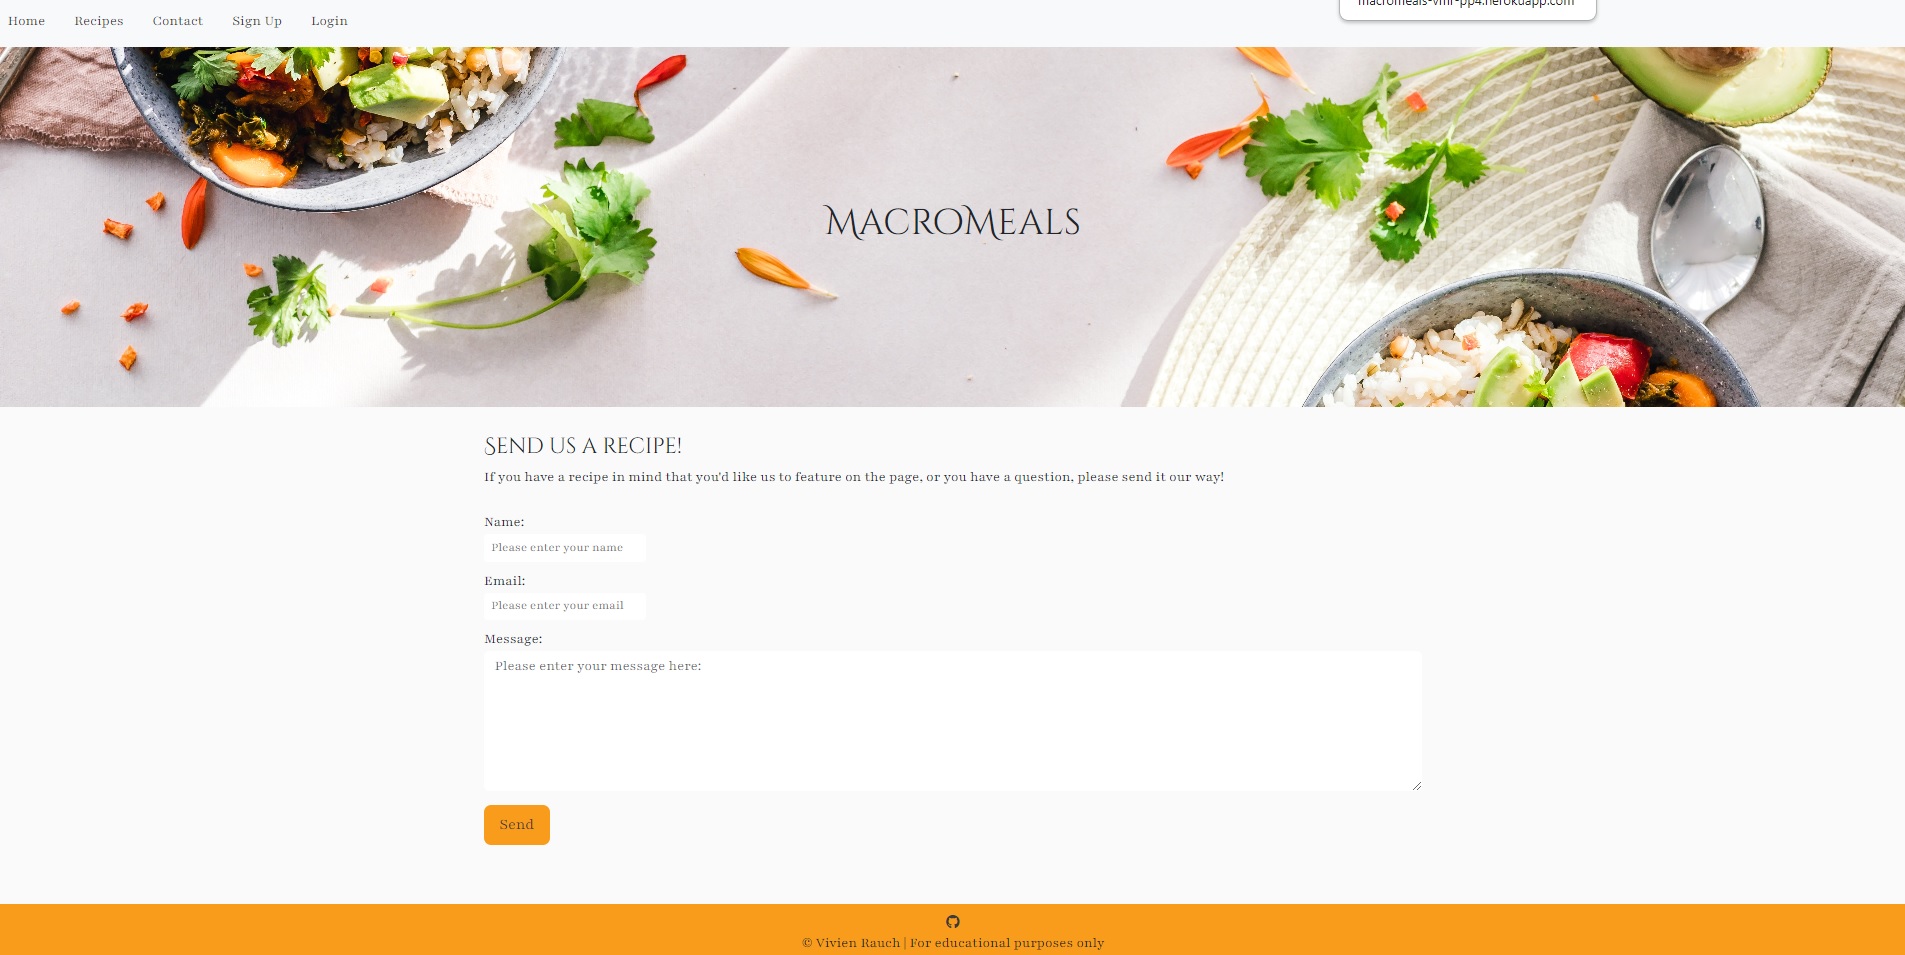 Home Recipes Contact Sign Up Login
macromeals-vmr-pp4.herokuapp.com
MacroMeals
Send us a recipe!
If you have a recipe in mind that you'd like us to feature on the page, or you have a question, please send it our way!
Name:
Please enter your name
Email:
Please enter your email
Message:
Please enter your message here:
Send
© Vivien Rauch | For educational purposes only